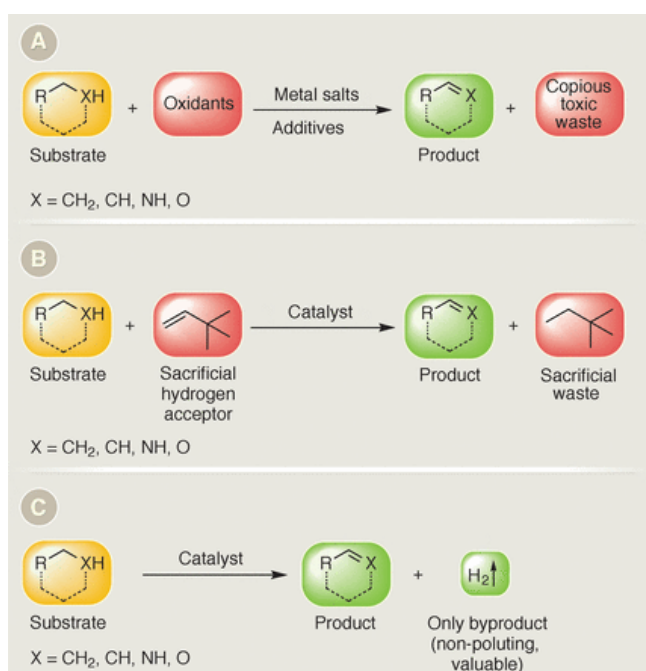 A
R XH + Oxidants Metal salts R X + Copious
toxic
waste
Additives
Substrate Product
X = CH₂, CH, NH, O
B
R XH + Catalyst R X +
Substrate Sacrificial Product Sacrificial
hydrogen waste
acceptor
X = CH₂, CH, NH, O
C
R XH Catalyst R X + H₂
Substrate Product Only byproduct
(non-poluting,
X = CH₂, CH, NH, O valuable)